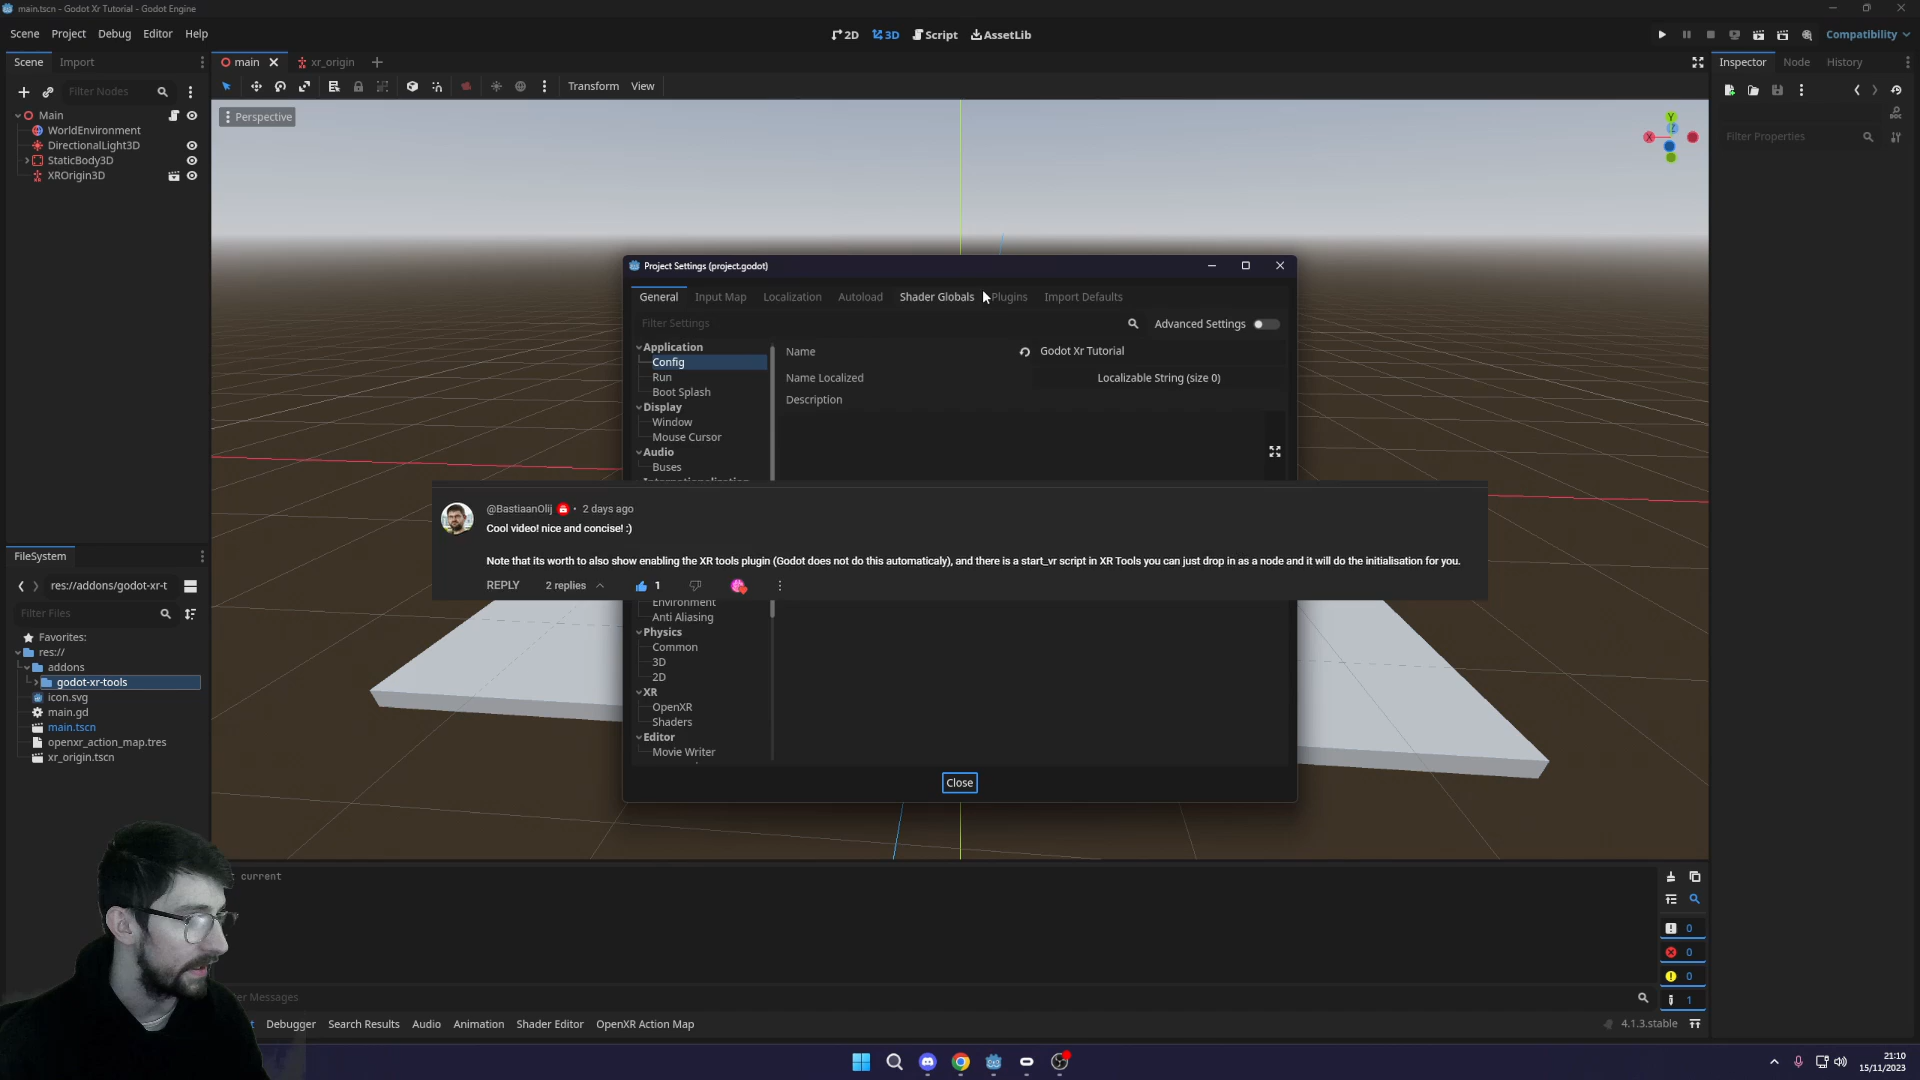 main.tscn - Godot Xr Tutorial - Godot Engine
Scene Project Debug Editor Help
2D 3D Script AssetLib
Compatibility
Scene Import
main xr_origin
Inspector Node History
Filter Nodes
Transform View
Filter Properties
Main
WorldEnvironment
DirectionalLight3D
StaticBody3D
XROrigin3D
Perspective
Y
Z
X
DOC
Project Settings (project.godot)
General Input Map Localization Autoload Shader Globals Plugins Import Defaults
Filter Settings
Advanced Settings
Application
Config
Run
Boot Splash
Display
Window
Mouse Cursor
Audio
Buses
Name
Godot Xr Tutorial
Name Localized
Localizable String (size 0)
Description
@BastiaanOlij • 2 days ago
Cool video! nice and concise! :)
Note that its worth to also show enabling the XR tools plugin (Godot does not do this automaticaly), and there is a start_vr script in XR Tools you can just drop in as a node and it will do the initialisation for you.
REPLY 2 replies 1
Environment
Anti Aliasing
Physics
Common
3D
2D
XR
OpenXR
Shaders
Editor
Movie Writer
Close
FileSystem
res://addons/godot-xr-t
Filter Files
Favorites:
res://
addons
godot-xr-tools
icon.svg
main.gd
main.tscn
openxr_action_map.tres
xr_origin.tscn
current
0
0
0
1
er Messages
Debugger Search Results Audio Animation Shader Editor OpenXR Action Map
4.1.3.stable
21:10
15/11/2023